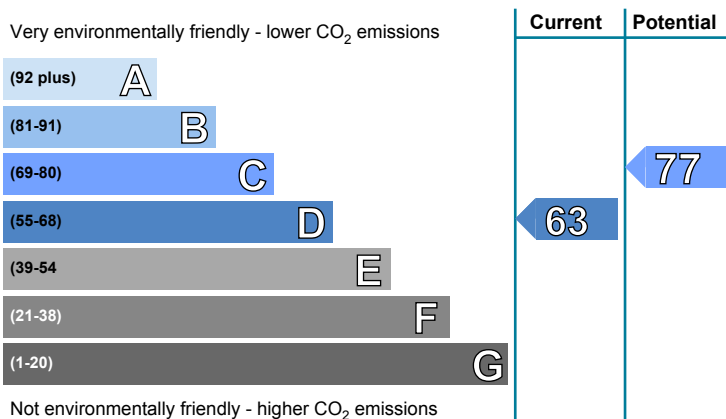 Current Potential
Very environmentally friendly - lower CO2 emissions
(92 plus) A
(81-91) B
(69-80) C
77
(55-68) D
63
(39-54 E
(21-38) F
(1-20) G
Not environmentally friendly - higher CO2 emissions